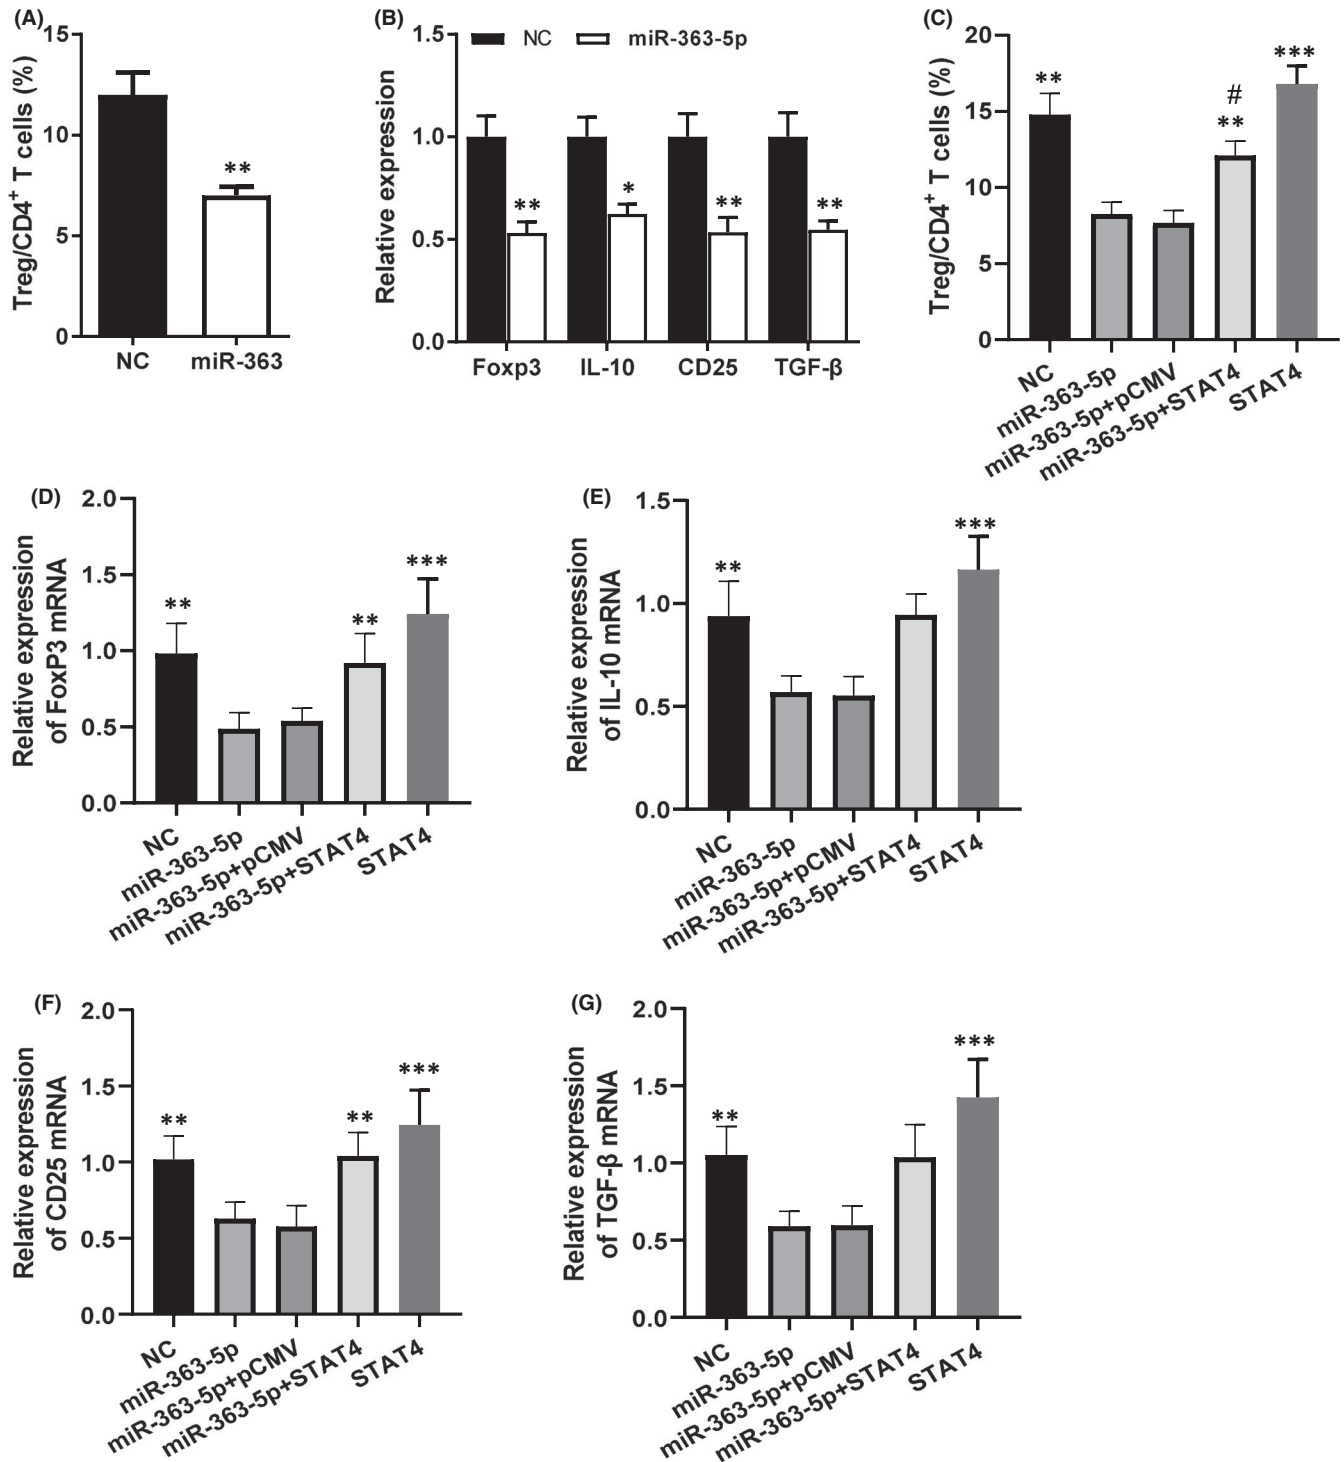 (A)
Treg/CD4+ T cells (%)
15
10
5
0
**
NC
miR-363
(B)
NC
miR-363-5p
Relative expression
1.5
1.0
0.5
0.0
**
*
**
**
Foxp3
IL-10
CD25
TGF-β
(C)
Treg/CD4+ T cells (%)
20
15
10
5
0
**
#
**
***
NC
miR-363-5p
miR-363-5p+pCMV
miR-363-5p+STAT4
STAT4
(D)
Relative expression
of FoxP3 mRNA
2.0
1.5
1.0
0.5
0.0
**
**
***
NC
miR-363-5p
miR-363-5p+pCMV
miR-363-5p+STAT4
STAT4
(E)
Relative expression
of IL-10 mRNA
1.5
1.0
0.5
0.0
**
***
NC
miR-363-5p
miR-363-5p+pCMV
miR-363-5p+STAT4
STAT4
(F)
Relative expression
of CD25 mRNA
2.0
1.5
1.0
0.5
0.0
**
**
***
NC
miR-363-5p
miR-363-5p+pCMV
miR-363-5p+STAT4
STAT4
(G)
Relative expression
of TGF-β mRNA
2.0
1.5
1.0
0.5
0.0
**
***
NC
miR-363-5p
miR-363-5p+pCMV
miR-363-5p+STAT4
STAT4